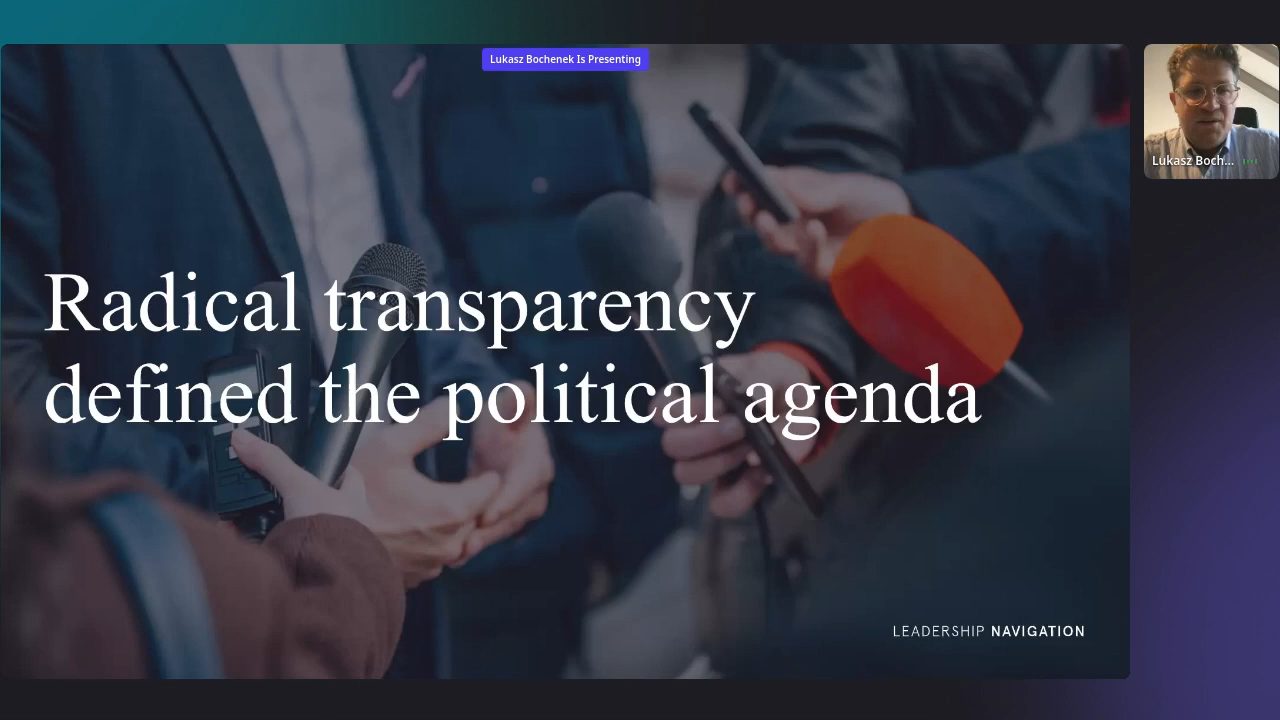 Lukasz Bochenek Is Presenting
Radical transparency
defined the political agenda
Lukasz Boch...
LEADERSHIP NAVIGATION